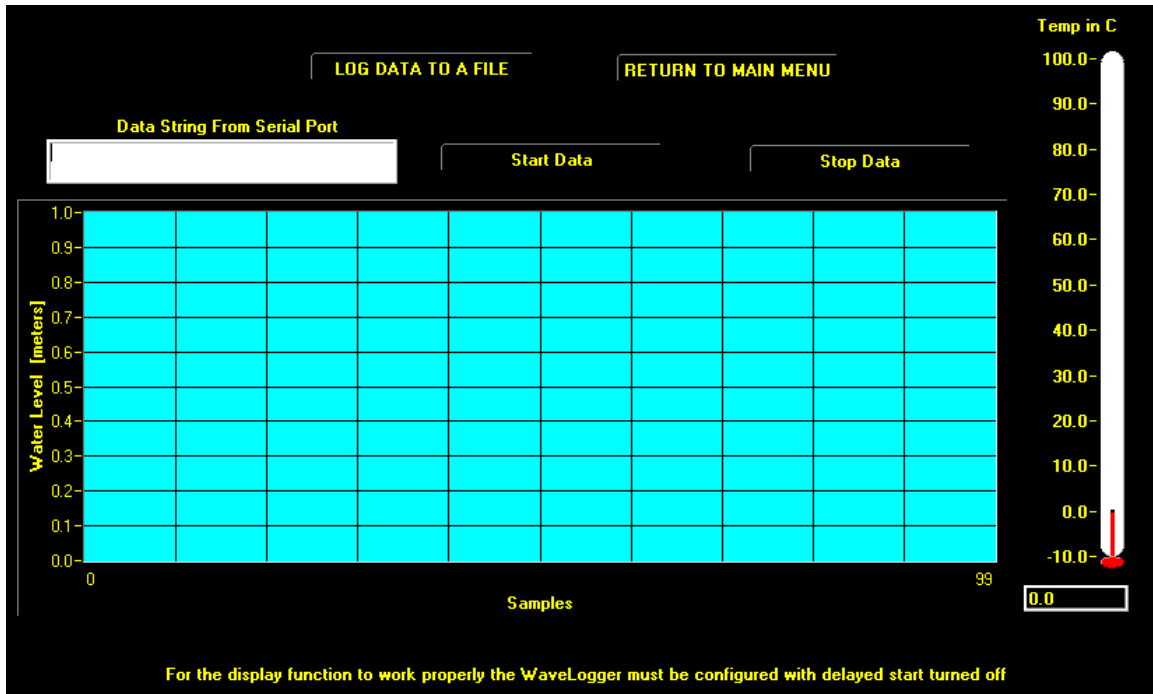 Temp in C
LOG DATA TO A FILE
RETURN TO MAIN MENU
Data String From Serial Port
Start Data
Stop Data
100.0
90.0
80.0
70.0
60.0
50.0
40.0
30.0
20.0
10.0
0.0
-10.0
0.0
Water Level [meters]
1.0
0.9
0.8
0.7
0.6
0.5
0.4
0.3
0.2
0.1
0.0
0
99
Samples
For the display function to work properly the WaveLogger must be configured with delayed start turned off